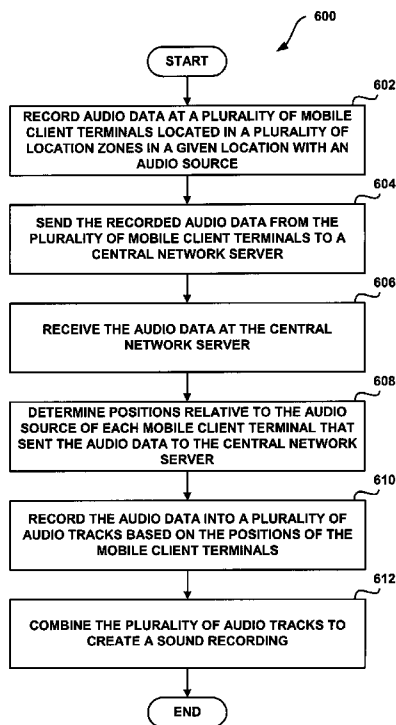 600
START
602
RECORD AUDIO DATA AT A PLURALITY OF MOBILE
CLIENT TERMINALS LOCATED IN A PLURALITY OF
LOCATION ZONES IN A GIVEN LOCATION WITH AN
AUDIO SOURCE
604
SEND THE RECORDED AUDIO DATA FROM THE
PLURALITY OF MOBILE CLIENT TERMINALS TO A
CENTRAL NETWORK SERVER
606
RECEIVE THE AUDIO DATA AT THE CENTRAL
NETWORK SERVER
608
DETERMINE POSITIONS RELATIVE TO THE AUDIO
SOURCE OF EACH MOBILE CLIENT TERMINAL THAT
SENT THE AUDIO DATA TO THE CENTRAL NETWORK
SERVER
610
RECORD THE AUDIO DATA INTO A PLURALITY OF
AUDIO TRACKS BASED ON THE POSITIONS OF THE
MOBILE CLIENT TERMINALS
612
COMBINE THE PLURALITY OF AUDIO TRACKS TO
CREATE A SOUND RECORDING
END